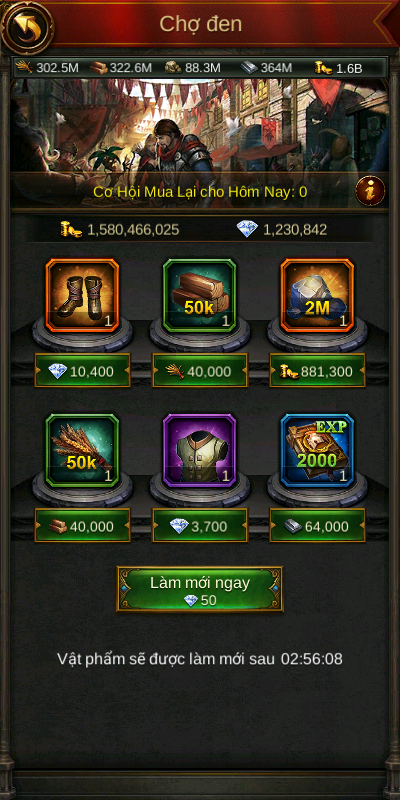 Chợ đen
302.5M 322.6M 88.3M 364M 1.6B
Cơ Hội Mua Lại cho Hôm Nay: 0
1,580,466,025 1,230,842
1 50k 1 2M 1
10,400 40,000 881,300
50k 1 1 EXP 2000 1
40,000 3,700 64,000
Làm mới ngay
50
Vật phẩm sẽ được làm mới sau 02:56:08